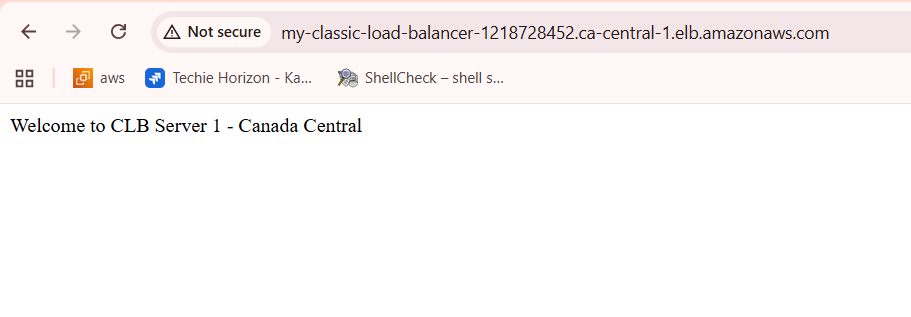 Not secure my-classic-load-balancer-1218728452.ca-central-1.elb.amazonaws.com
aws Techie Horizon - Ka... ShellCheck – shell s...
Welcome to CLB Server 1 - Canada Central